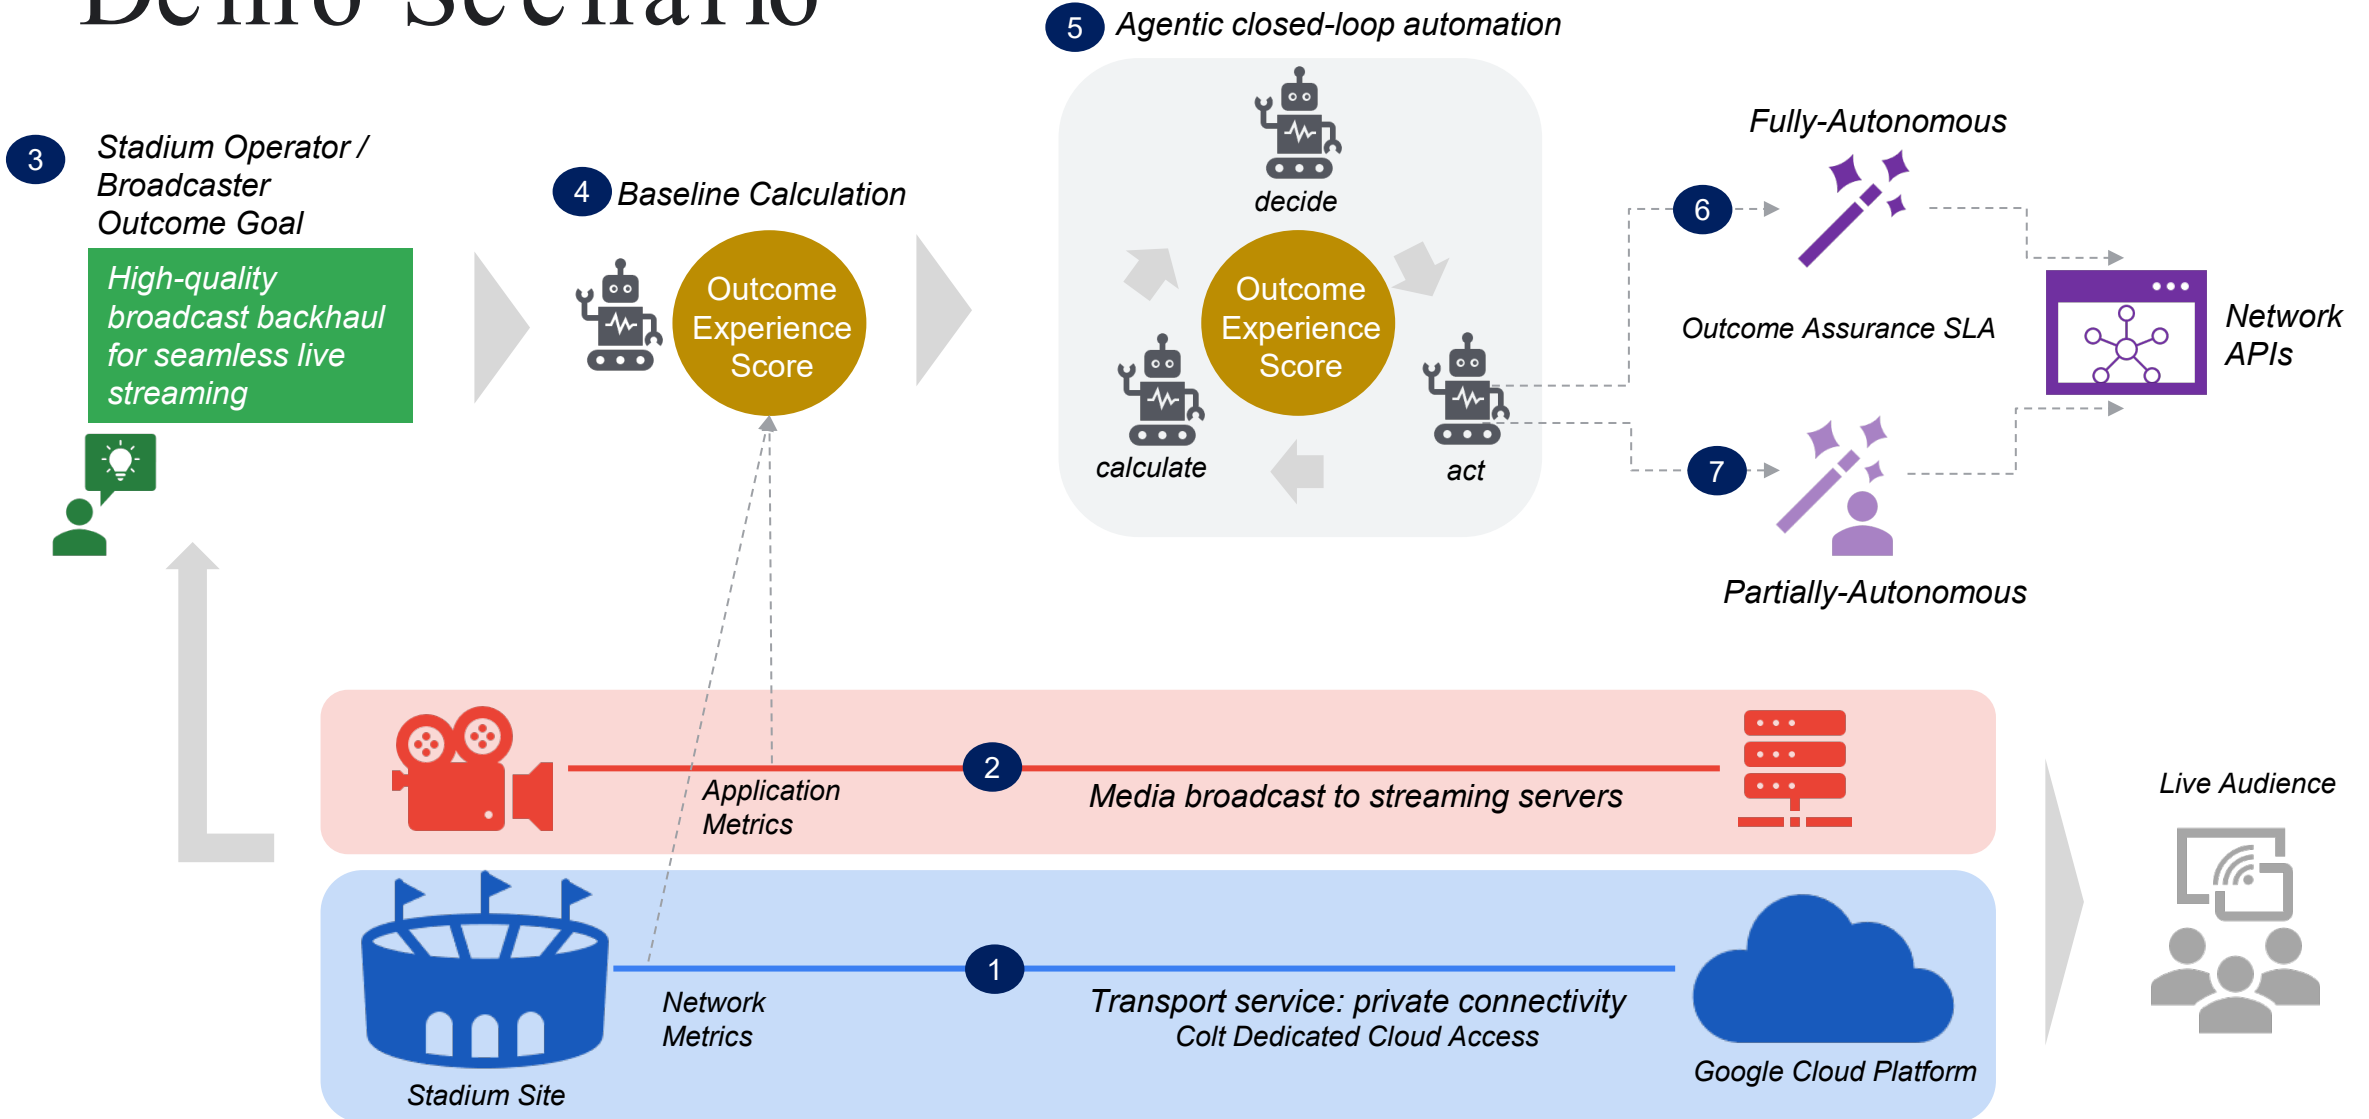 Demo Scenario
5 Agentic closed-loop automation
3 Stadium Operator /
Broadcaster
Outcome Goal
High-quality
broadcast backhaul
for seamless live
streaming
4 Baseline Calculation
Outcome
Experience
Score
decide
Outcome
Experience
Score
calculate
act
Fully-Autonomous
6
Outcome Assurance SLA
7
Partially-Autonomous
Network
APIs
Application
Metrics
2
Media broadcast to streaming servers
Live Audience
Network
Metrics
1
Transport service: private connectivity
Colt Dedicated Cloud Access
Stadium Site
Google Cloud Platform